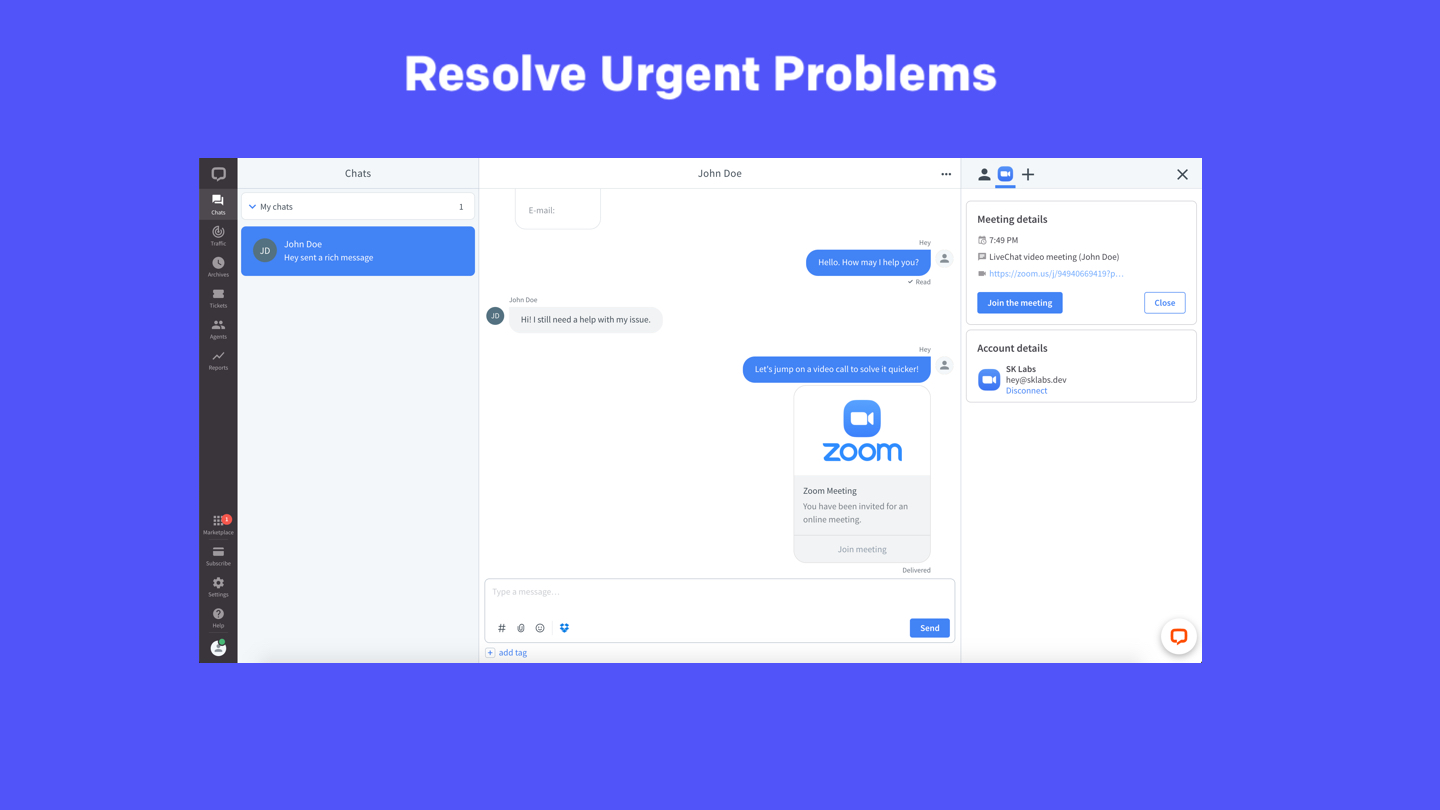 Resolve Urgent Problems
Chats
Traffic
Archives
Tickets
Agents
Reports
Marketplace
1
Subscribe
Settings
Help
Chats
My chats 1
JD
John Doe
Hey sent a rich message
John Doe
E-mail:
Hey
Hello. How may I help you?
Read
John Doe
JD
Hi! I still need a help with my issue.
Hey
Let's jump on a video call to solve it quicker!
zoom
Zoom Meeting
You have been invited for an
online meeting.
Join meeting
Delivered
Type a message...
Send
add tag
Meeting details
7:49 PM
LiveChat video meeting (John Doe)
https://zoom.us/j/94940669419?p...
Join the meeting Close
Account details
SK Labs
hey@sklabs.dev
Disconnect